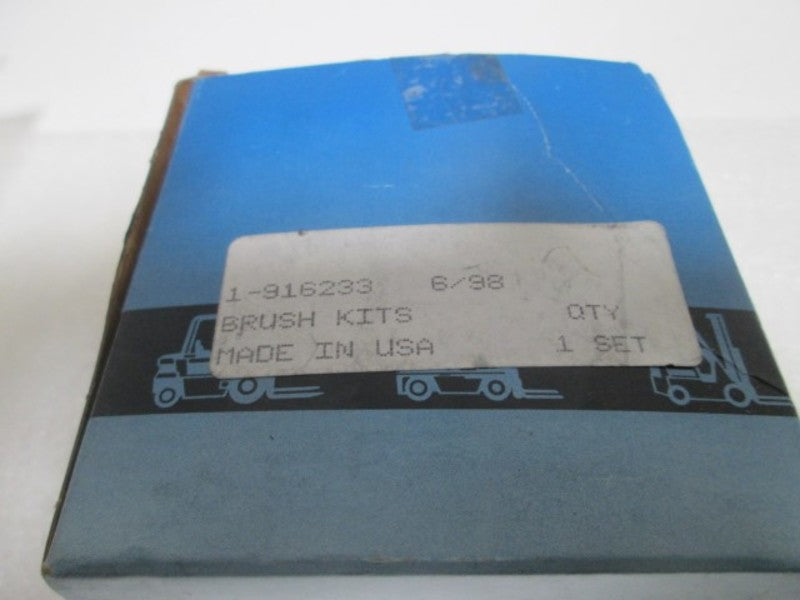 1-916233 6/98
BRUSH KITS QTY
MADE IN USA 1 SET